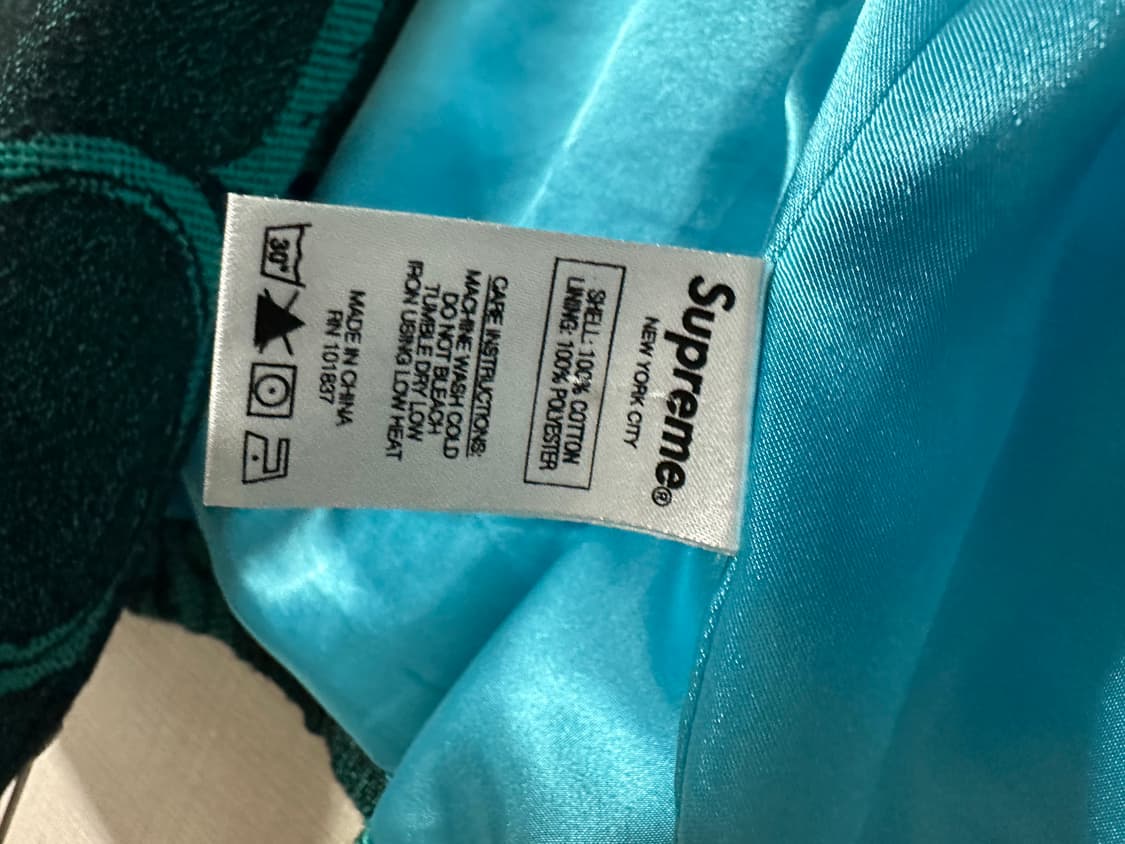 Supreme®
NEW YORK CITY
SHELL: 100% COTTON
LINING: 100% POLYESTER
CARE INSTRUCTIONS:
MACHINE WASH COLD
DO NOT BLEACH
TUMBLE DRY LOW
IRON USING LOW HEAT
MADE IN CHINA
RN 101837
30°